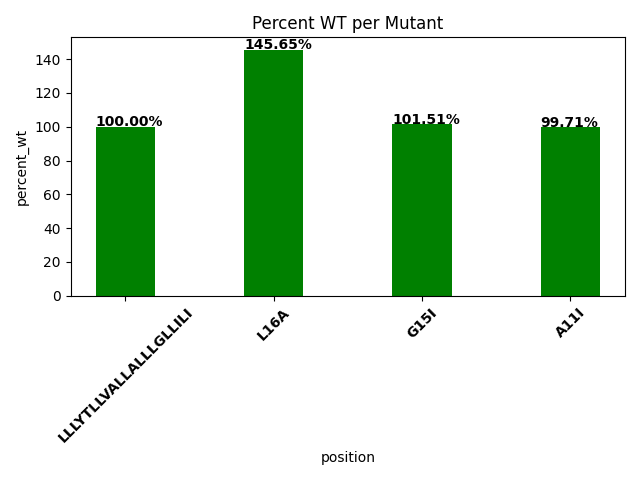 Percent WT per Mutant
percent_wt
140
120
100
80
60
40
20
0
100.00%
145.65%
101.51%
99.71%
LLLYTLLVALLALLLGLLILI
L16A
G15I
A11I
position